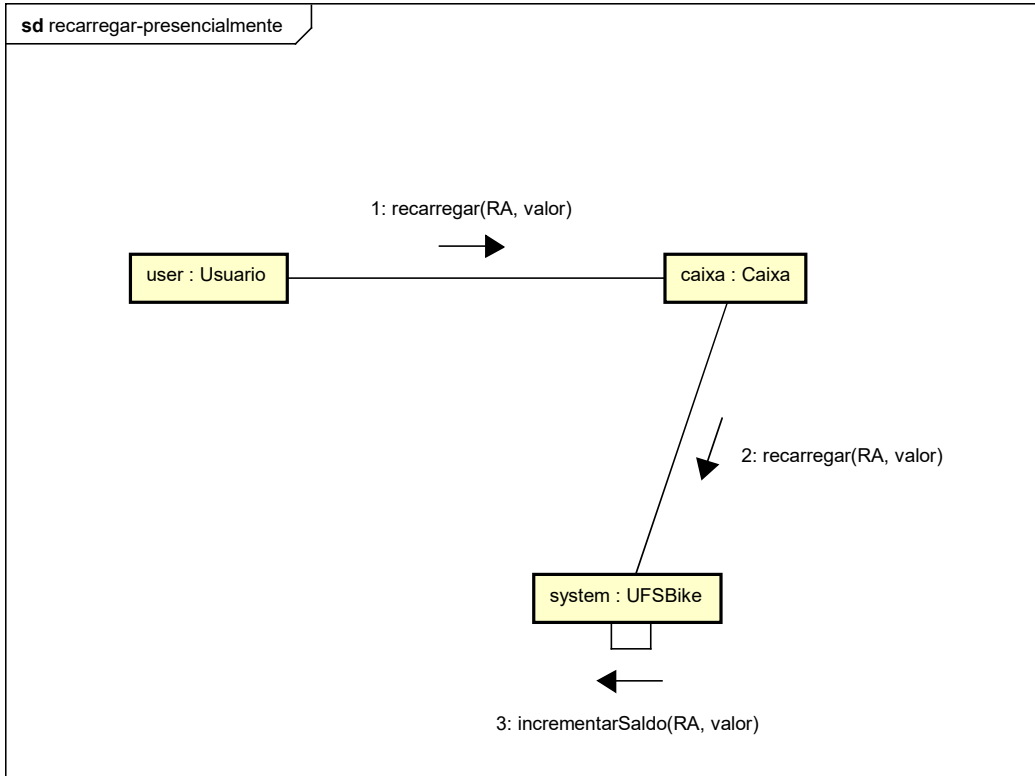 sd recarregar-presencialmente
1: recarregar(RA, valor)
user : Usuario
caixa : Caixa
2: recarregar(RA, valor)
system : UFSBike
3: incrementarSaldo(RA, valor)